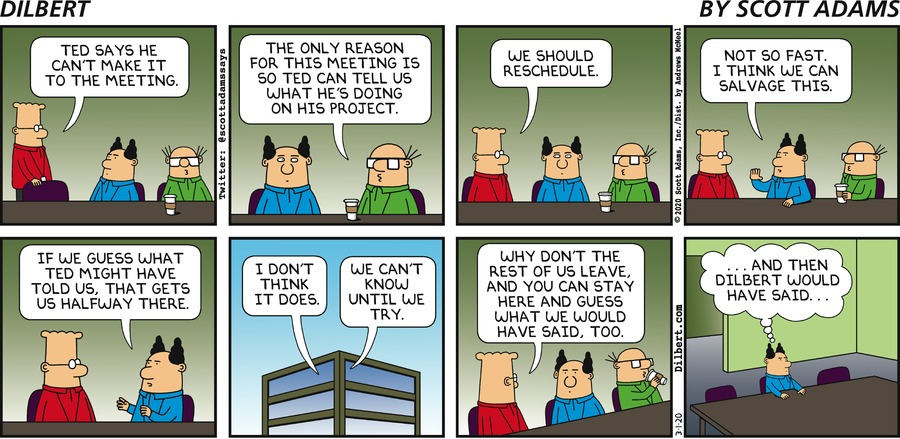 DILBERT
BY SCOTT ADAMS
TED SAYS HE
CAN'T MAKE IT
TO THE MEETING.
Twitter: @scottadamssays
THE ONLY REASON
FOR THIS MEETING IS
SO TED CAN TELL US
WHAT HE'S DOING
ON HIS PROJECT.
WE SHOULD
RESCHEDULE.
© 2020 Scott Adams, Inc./Dist. by Andrews McMeel
NOT SO FAST.
I THINK WE CAN
SALVAGE THIS.
IF WE GUESS WHAT
TED MIGHT HAVE
TOLD US, THAT GETS
US HALFWAY THERE.
I DON'T
THINK
IT DOES.
WE CAN'T
KNOW
UNTIL WE
TRY.
WHY DON'T THE
REST OF US LEAVE,
AND YOU CAN STAY
HERE AND GUESS
WHAT WE WOULD
HAVE SAID, TOO.
3-1-20
Dilbert.com
...AND THEN
DILBERT WOULD
HAVE SAID...